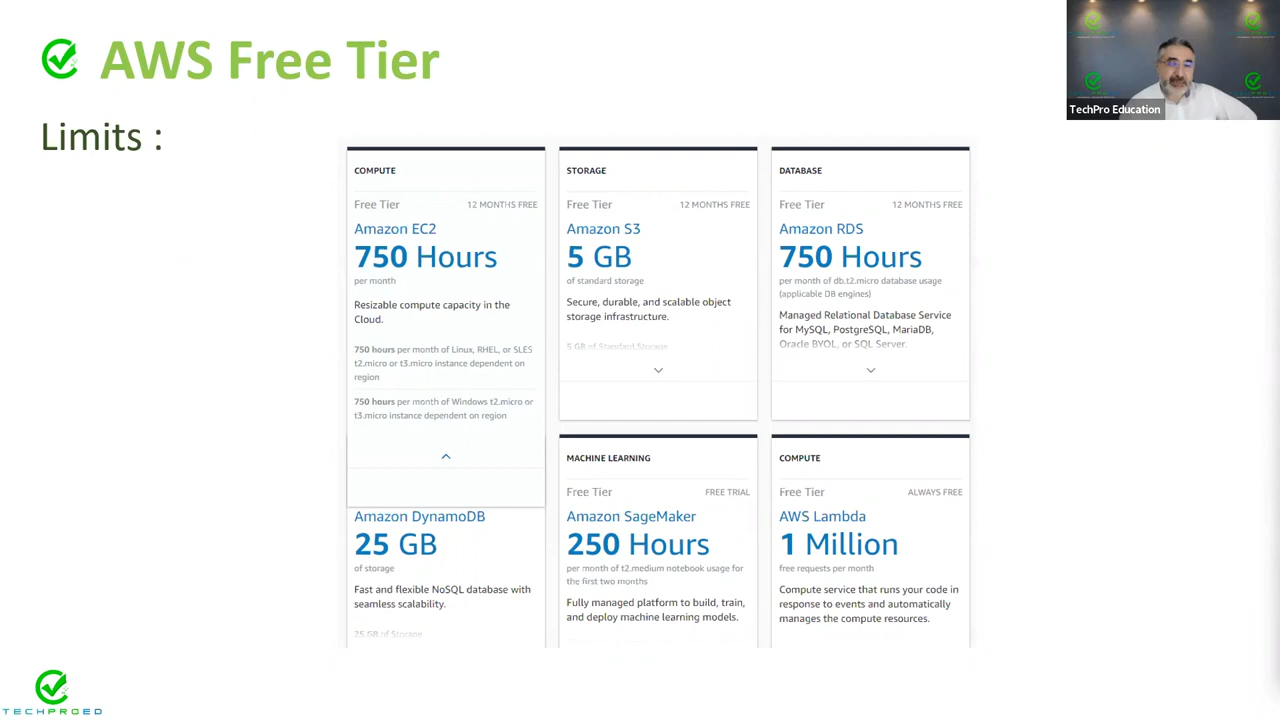 AWS Free Tier
TechPro Education
Limits :
COMPUTE
Free Tier 12 MONTHS FREE
Amazon EC2
750 Hours
per month
Resizable compute capacity in the
Cloud.
750 hours per month of Linux, RHEL, or SLES
t2.micro or t3.micro instance dependent on
region
750 hours per month of Windows t2.micro or
t3.micro instance dependent on region
STORAGE
Free Tier 12 MONTHS FREE
Amazon S3
5 GB
of standard storage
Secure, durable, and scalable object
storage infrastructure.
5 GB of Standard Storage
DATABASE
Free Tier 12 MONTHS FREE
Amazon RDS
750 Hours
per month of db.t2.micro database usage
(applicable DB engines)
Managed Relational Database Service
for MySQL, PostgreSQL, MariaDB,
Oracle BYOL, or SQL Server.
Amazon DynamoDB
25 GB
of storage
Fast and flexible NoSQL database with
seamless scalability.
25 GB of Storage
MACHINE LEARNING
Free Tier FREE TRIAL
Amazon SageMaker
250 Hours
per month of t2.medium notebook usage for
the first two months
Fully managed platform to build, train,
and deploy machine learning models.
COMPUTE
Free Tier ALWAYS FREE
AWS Lambda
1 Million
free requests per month
Compute service that runs your code in
response to events and automatically
manages the compute resources.
TECHPROED